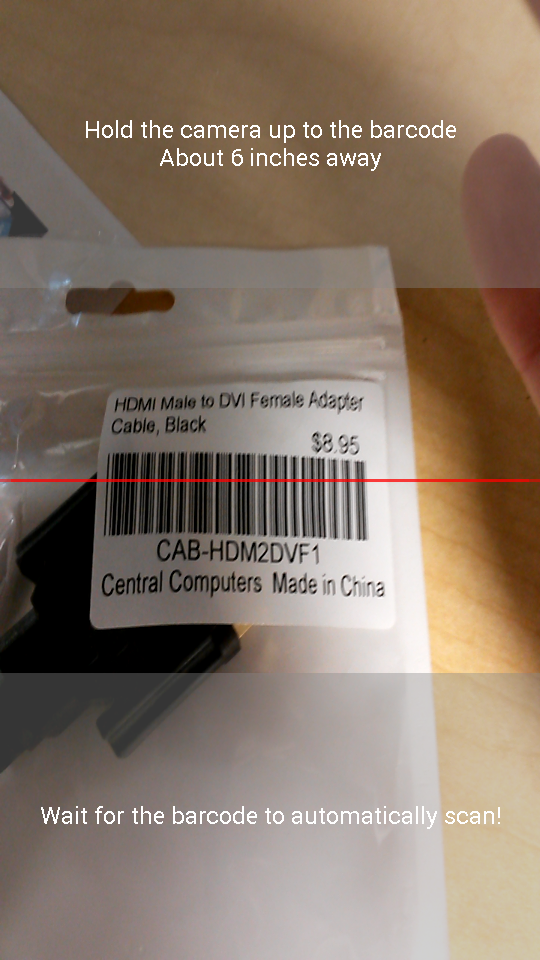 Hold the camera up to the barcode
About 6 inches away
HDMI Male to DVI Female Adapter
Cable, Black
$8.95
CAB-HDM2DVF1
Central Computers Made in China
Wait for the barcode to automatically scan!